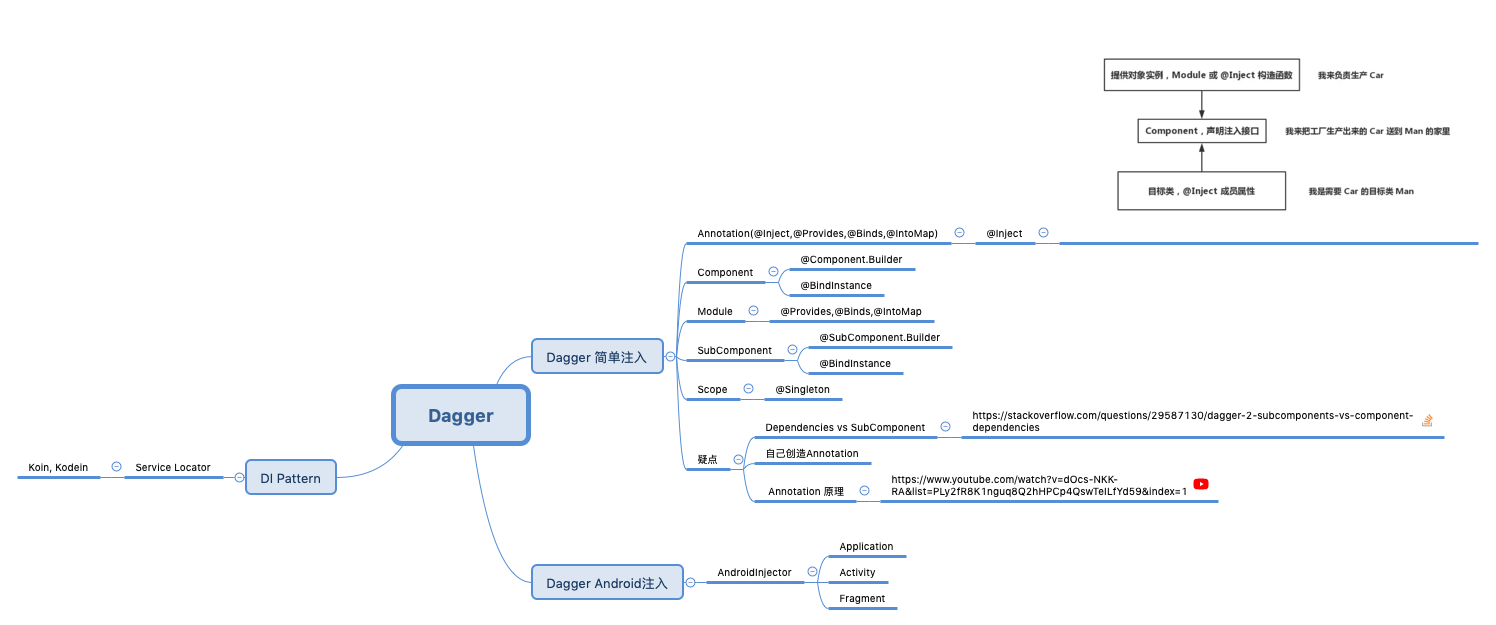 提供对象实例，Module 或 @Inject 构造函数
我来负责生产 Car
Component，声明注入接口
我来把工厂生产出来的 Car 送到 Man 的家里
目标类，@Inject 成员属性
我是需要 Car 的目标类 Man
Annotation(@Inject,@Provides,@Binds,@IntoMap)
@Inject
Component
@Component.Builder
@BindInstance
Module
@Provides,@Binds,@IntoMap
SubComponent
@SubComponent.Builder
@BindInstance
Scope
@Singleton
Dagger 简单注入
疑点
Dependencies vs SubComponent
https://stackoverflow.com/questions/29587130/dagger-2-subcomponents-vs-component-
dependencies
自己创造Annotation
Annotation 原理
https://www.youtube.com/watch?v=dOcs-NKK-
RA&list=PLy2fR8K1nguq8Q2hHPCp4QswTeILfYd59&index=1
Dagger
Koin, Kodein
Service Locator
DI Pattern
Dagger Android注入
AndroidInjector
Application
Activity
Fragment